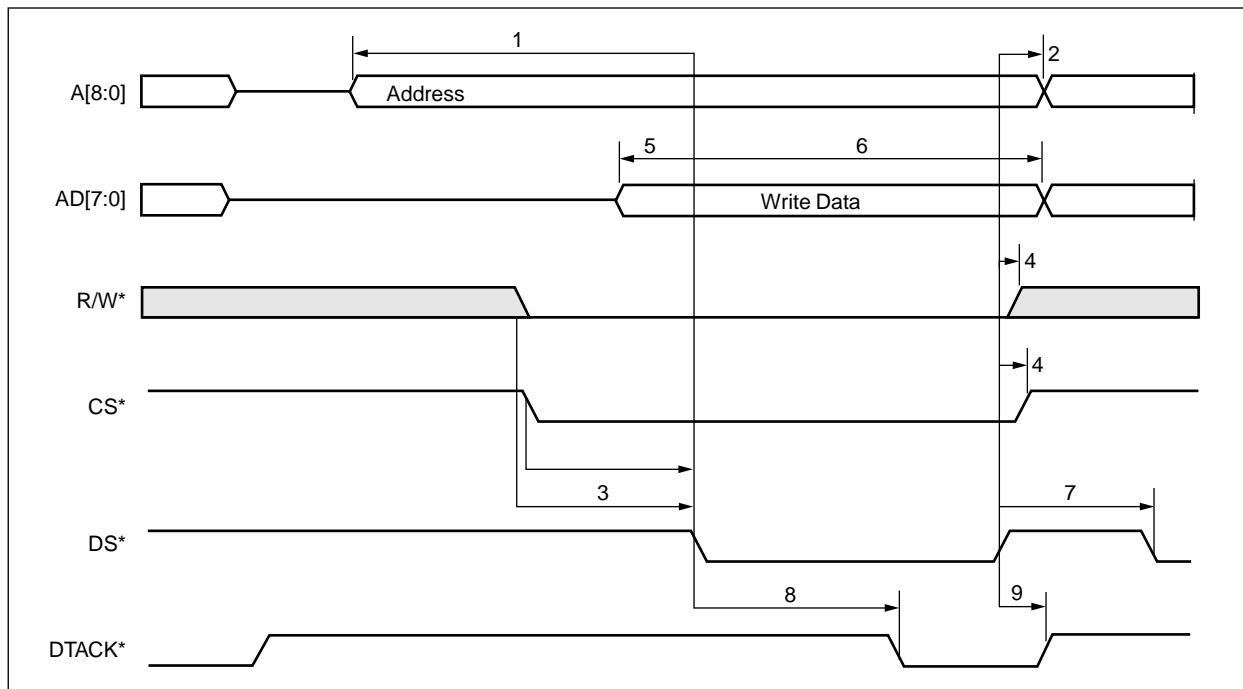 1
2
A[8:0]
Address
5
6
AD[7:0]
Write Data
4
R/W*
4
CS*
3
7
DS*
8
9
DTACK*